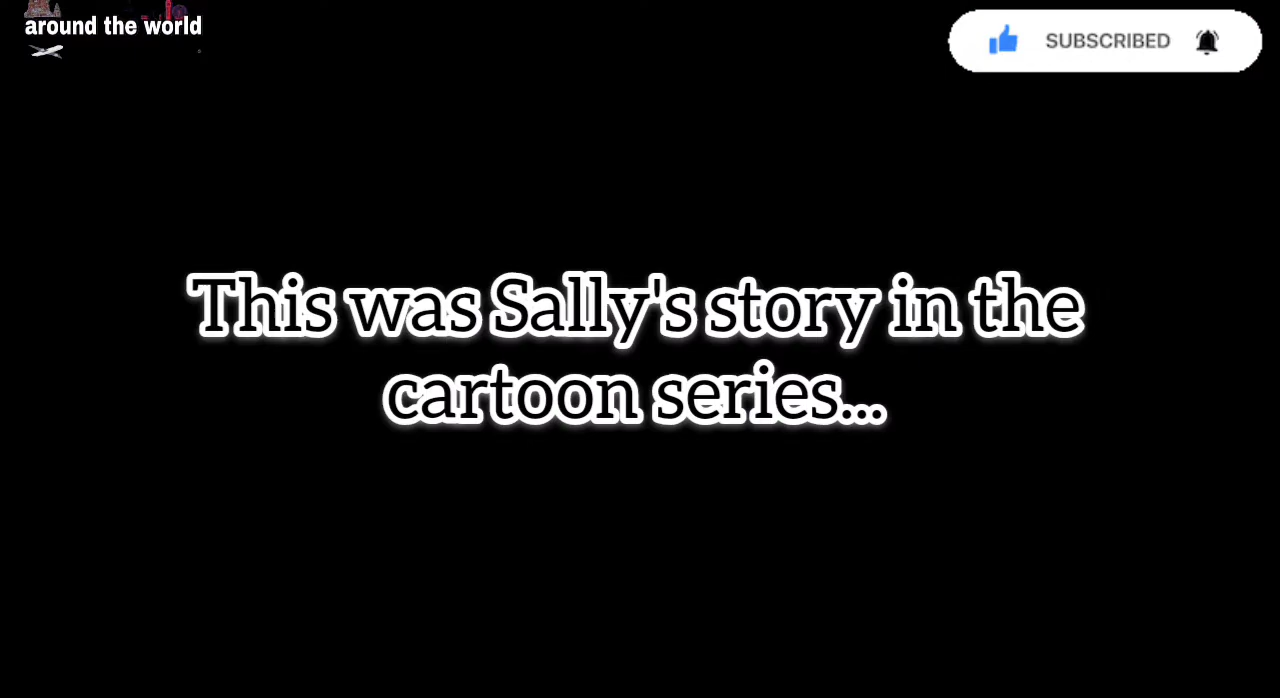 around the world
SUBSCRIBED
This was Sally's story in the
cartoon series...